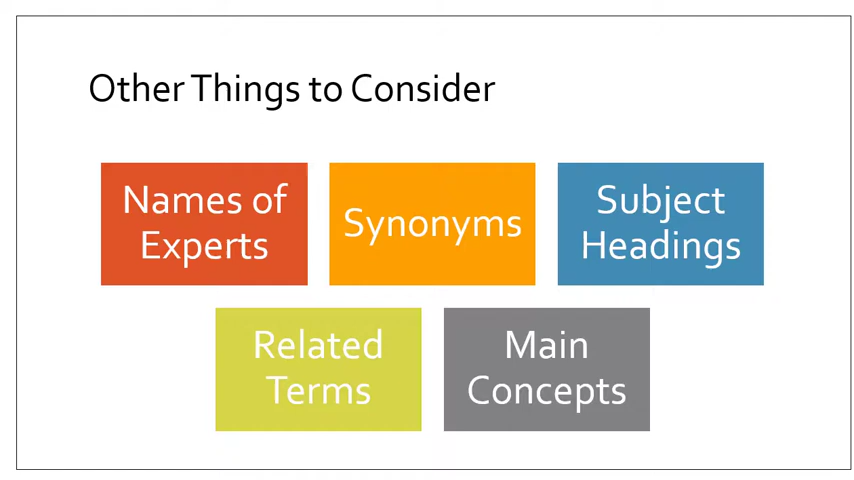 Other Things to Consider
Names of
Experts
Synonyms
Subject
Headings
Related
Terms
Main
Concepts